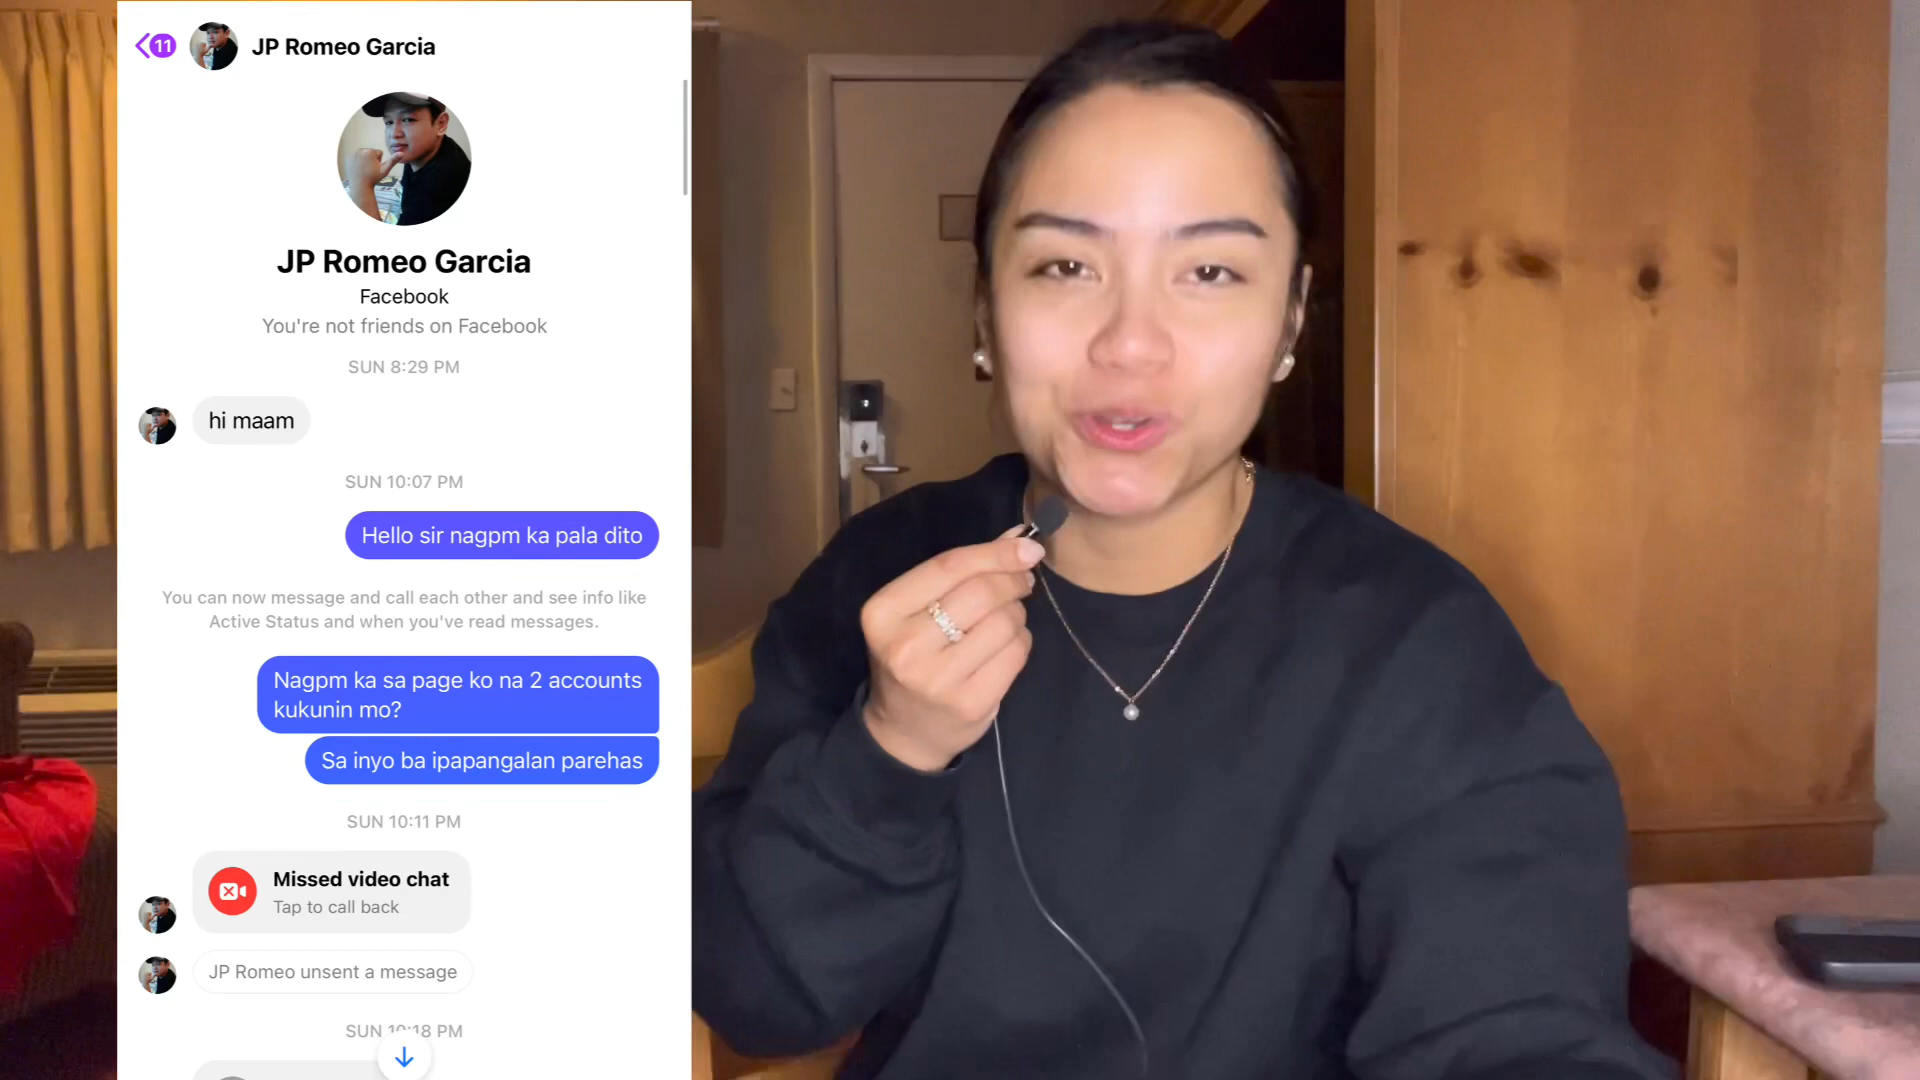 11
JP Romeo Garcia
JP Romeo Garcia
Facebook
You're not friends on Facebook
SUN 8:29 PM
hi maam
SUN 10:07 PM
Hello sir nagpm ka pala dito
You can now message and call each other and see info like
Active Status and when you've read messages.
Nagpm ka sa page ko na 2 accounts
kukunin mo?
Sa inyo ba ipapangalan parehas
SUN 10:11 PM
Missed video chat
Tap to call back
JP Romeo unsent a message
SUN 10:18 PM